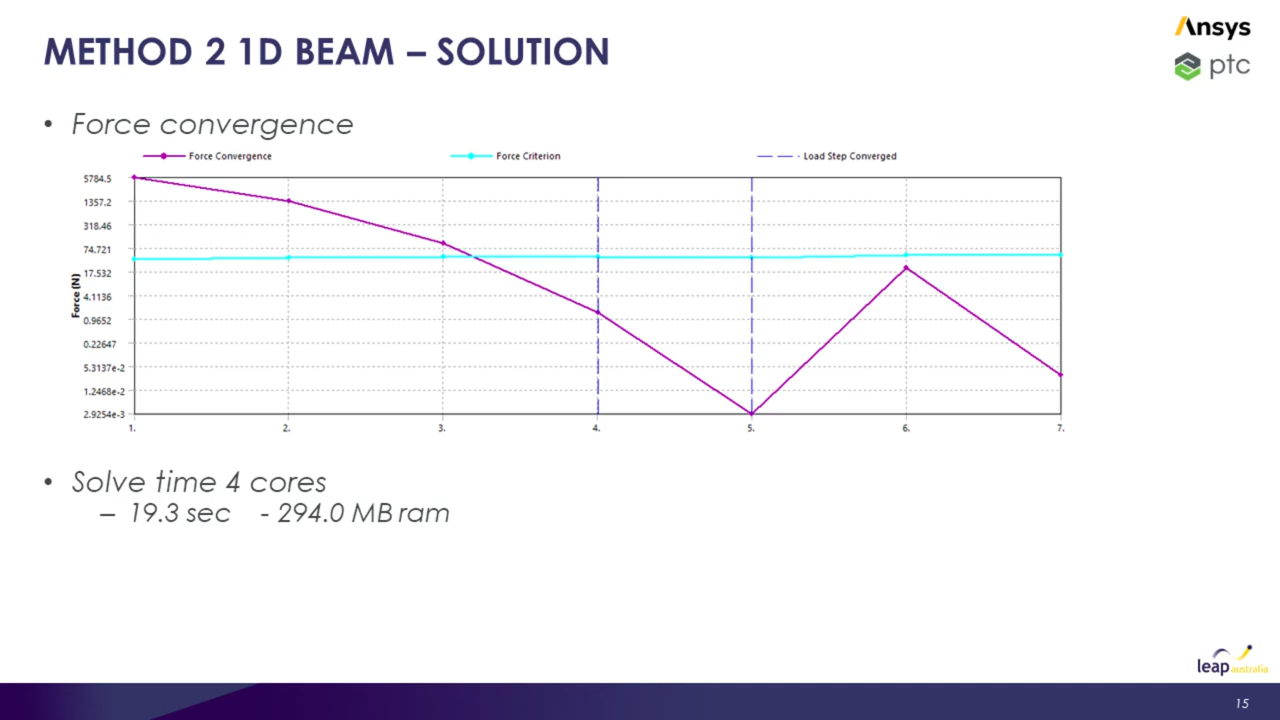 METHOD 2 1D BEAM – SOLUTION
Ansys
ptc
• Force convergence
Force Convergence Force Criterion Load Step Converged
5784.5
1357.2
318.46
74.721
17.532
4.1136
0.9652
0.22647
5.3137e-2
1.2468e-2
2.9254e-3
Force (N)
1. 2. 3. 4. 5. 6. 7.
• Solve time 4 cores
– 19.3 sec - 294.0 MB ram
leap australia
15